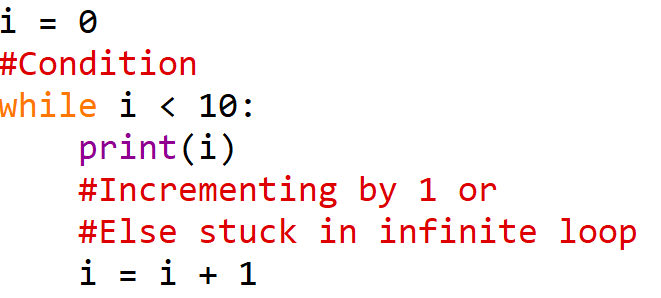 i = 0
#Condition
while i < 10:
    print(i)
    #Incrementing by 1 or
    #Else stuck in infinite loop
    i = i + 1